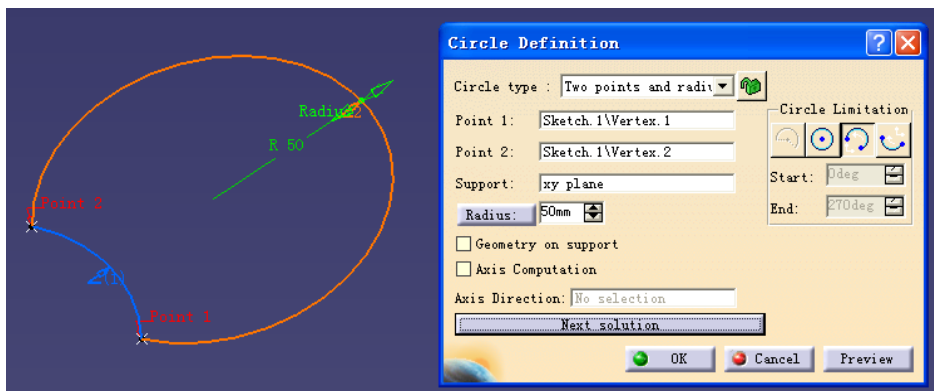 Circle Definition
Circle type : Two points and radiu
Point 1: Sketch.1\Vertex.1
Point 2: Sketch.1\Vertex.2
Support: xy plane
Radius: 50mm
Geometry on support
Axis Computation
Axis Direction: No selection
Next solution
OK Cancel Preview
Circle Limitation
Start: 0deg
End: 270deg
R 50
Point 2
Point 1